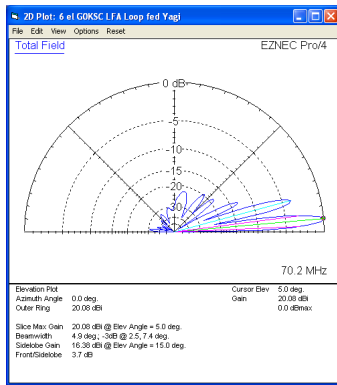 2D Plot: 6 el G0KSC LFA Loop fed Yagi
File Edit View Options Reset
Total Field
EZNEC Pro/4
0 dB
-5
-10
-15
-20
-30
70.2 MHz
Elevation Plot
Azimuth Angle 0.0 deg.
Outer Ring 20.08 dBi
Cursor Elev 5.0 deg.
Gain 20.08 dBi
0.0 dBmax
Slice Max Gain 20.08 dBi @ Elev Angle = 5.0 deg.
Beamwidth 4.9 deg.; -3dB @ 2.5, 7.4 deg.
Sidelobe Gain 16.38 dBi @ Elev Angle = 15.0 deg.
Front/Sidelobe 3.7 dB